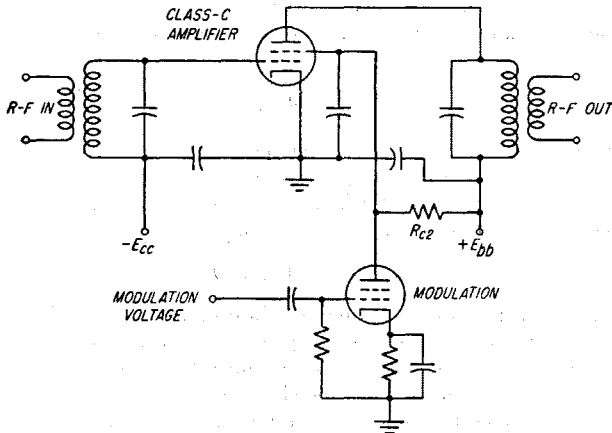 CLASS-C
AMPLIFIER
R-F IN
R-F OUT
-Ecc
Rc2
+Ebb
MODULATION
VOLTAGE
MODULATION